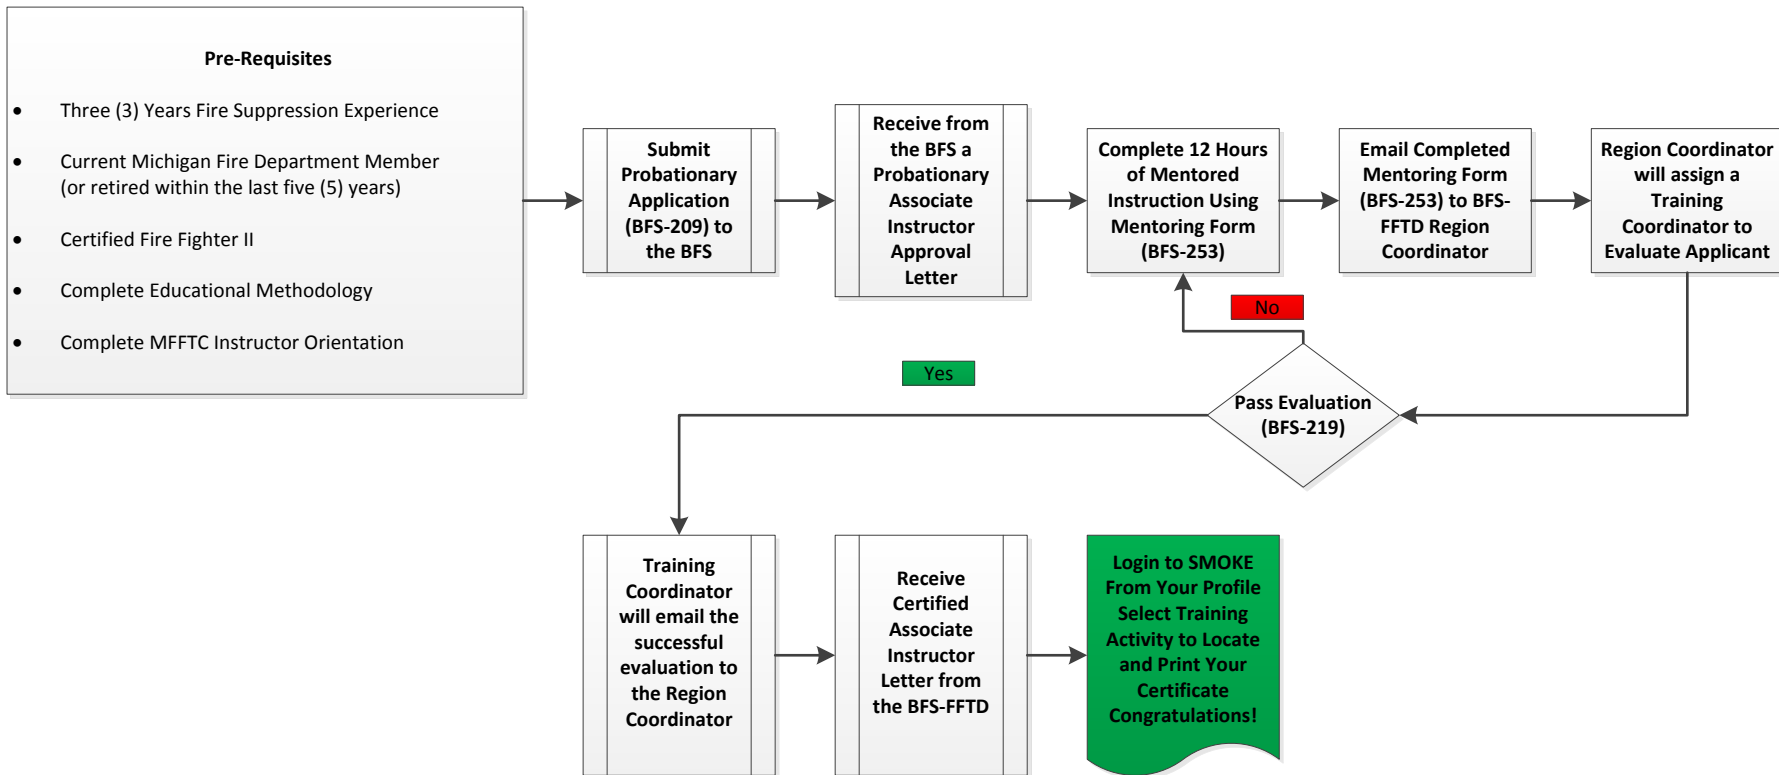 Pre-Requisites
• Three (3) Years Fire Suppression Experience
• Current Michigan Fire Department Member
(or retired within the last five (5) years)
• Certified Fire Fighter II
• Complete Educational Methodology
• Complete MFFTC Instructor Orientation
Submit
Probationary
Application
(BFS-209) to
the BFS
Receive from
the BFS a
Probationary
Associate
Instructor
Approval
Letter
Complete 12 Hours
of Mentored
Instruction Using
Mentoring Form
(BFS-253)
Email Completed
Mentoring Form
(BFS-253) to BFS-
FFTD Region
Coordinator
Region Coordinator
will assign a
Training
Coordinator to
Evaluate Applicant
No
Yes
Pass Evaluation
(BFS-219)
Training
Coordinator
will email the
successful
evaluation to
the Region
Coordinator
Receive
Certified
Associate
Instructor
Letter from
the BFS-FFTD
Login to SMOKE
From Your Profile
Select Training
Activity to Locate
and Print Your
Certificate
Congratulations!